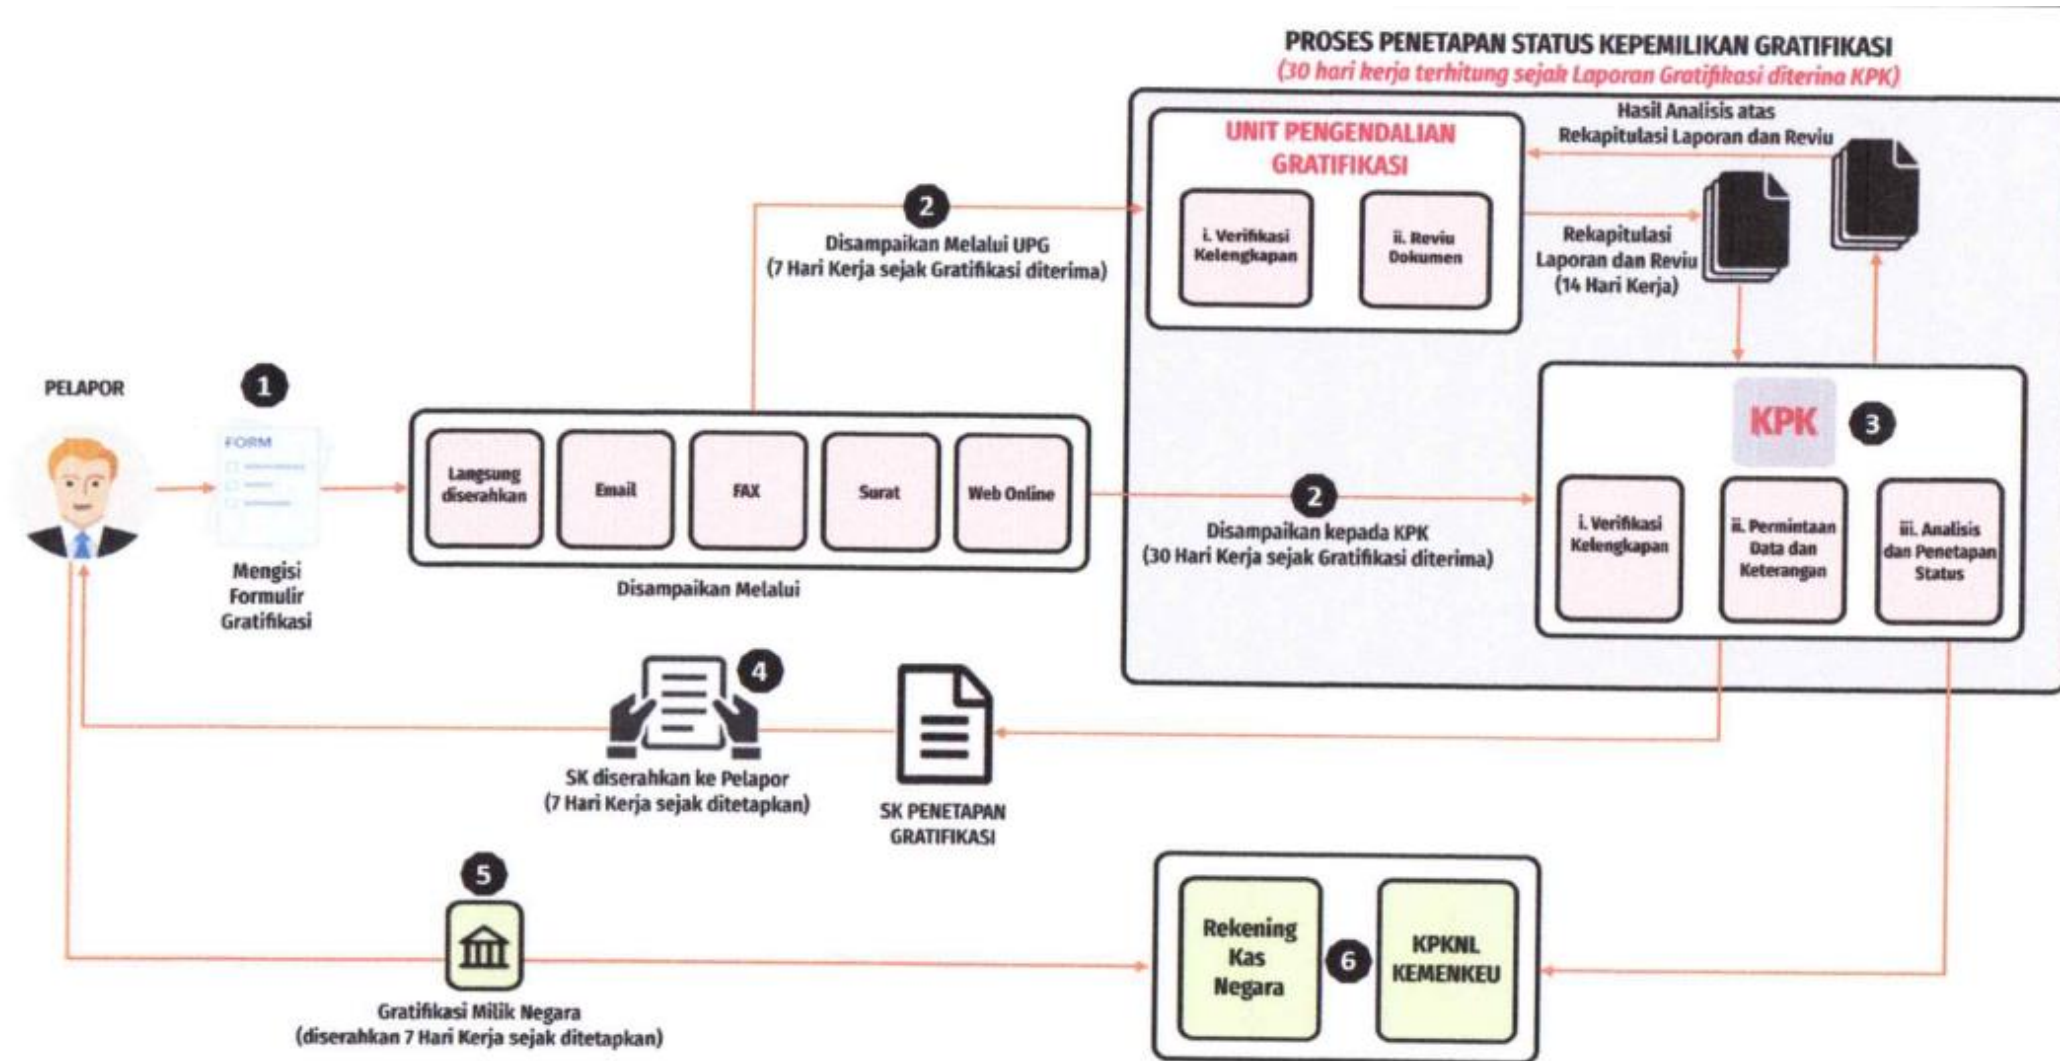 PROSES PENETAPAN STATUS KEPEMILIKAN GRATIFIKASI
(30 hari kerja terhitung sejak Laporan Gratifikasi diterina KPK)
UNIT PENGENDALIAN
GRATIFIKASI
i. Verifikasi
Kelengkapan
ii. Reviu
Dokumen
Hasil Analisis atas
Rekapitulasi Laporan dan Reviu
Rekapitulasi
Laporan dan Reviu
(14 Hari Kerja)
2
Disampaikan Melalui UPG
(7 Hari Kerja sejak Gratifikasi diterima)
PELAPOR
1
FORM
Mengisi
Formulir
Gratifikasi
Langsung
diserahkan
Email
FAX
Surat
Web Online
Disampaikan Melalui
2
Disampaikan kepada KPK
(30 Hari Kerja sejak Gratifikasi diterima)
KPK
3
i. Verifikasi
Kelengkapan
ii. Permintaan
Data dan
Keterangan
iii. Analisis
dan Penetapan
Status
4
SK diserahkan ke Pelapor
(7 Hari Kerja sejak ditetapkan)
SK PENETAPAN
GRATIFIKASI
5
Gratifikasi Milik Negara
(diserahkan 7 Hari Kerja sejak ditetapkan)
Rekening
Kas
Negara
6
KPKNL
KEMENKEU